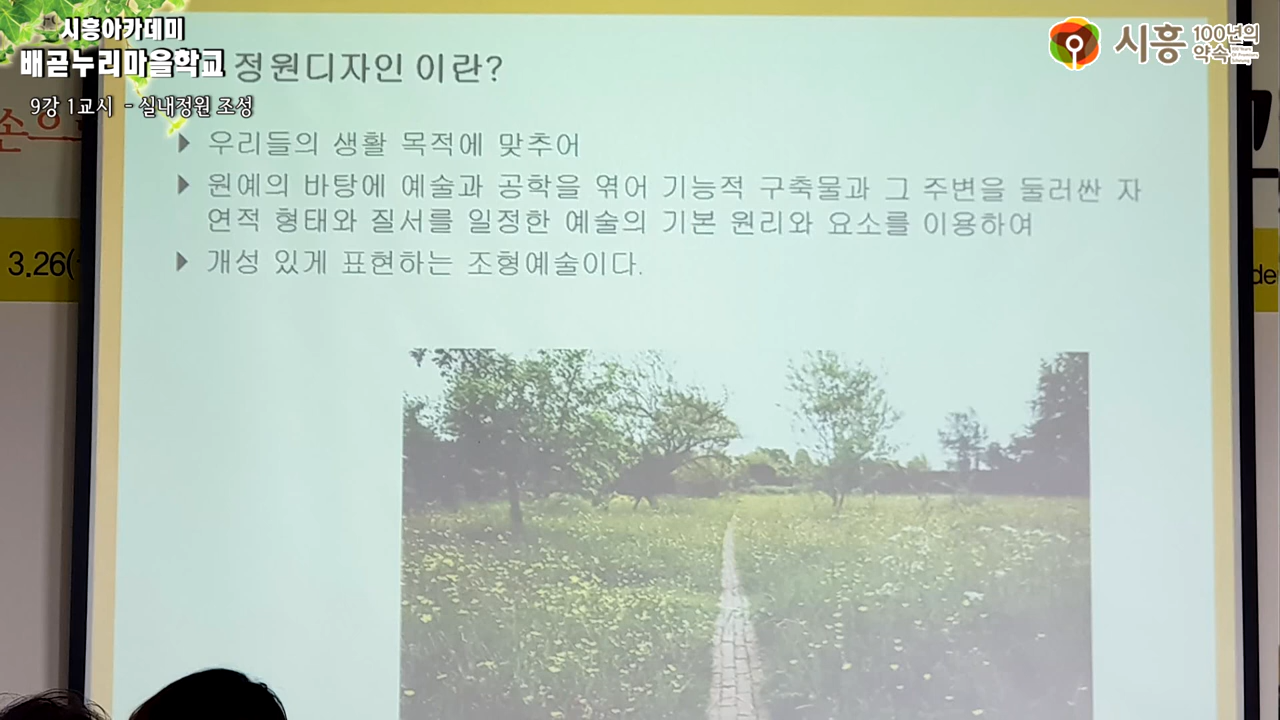 시흥아카데미
배곧누리마을학교
9강 1교시 - 실내정원 조성
시흥 100년의 약속
정원디자인 이란?
우리들의 생활 목적에 맞추어
원예의 바탕에 예술과 공학을 엮어 기능적 구축물과 그 주변을 둘러싼 자
연적 형태와 질서를 일정한 예술의 기본 원리와 요소를 이용하여
개성 있게 표현하는 조형예술이다.
손으
3.26(
de